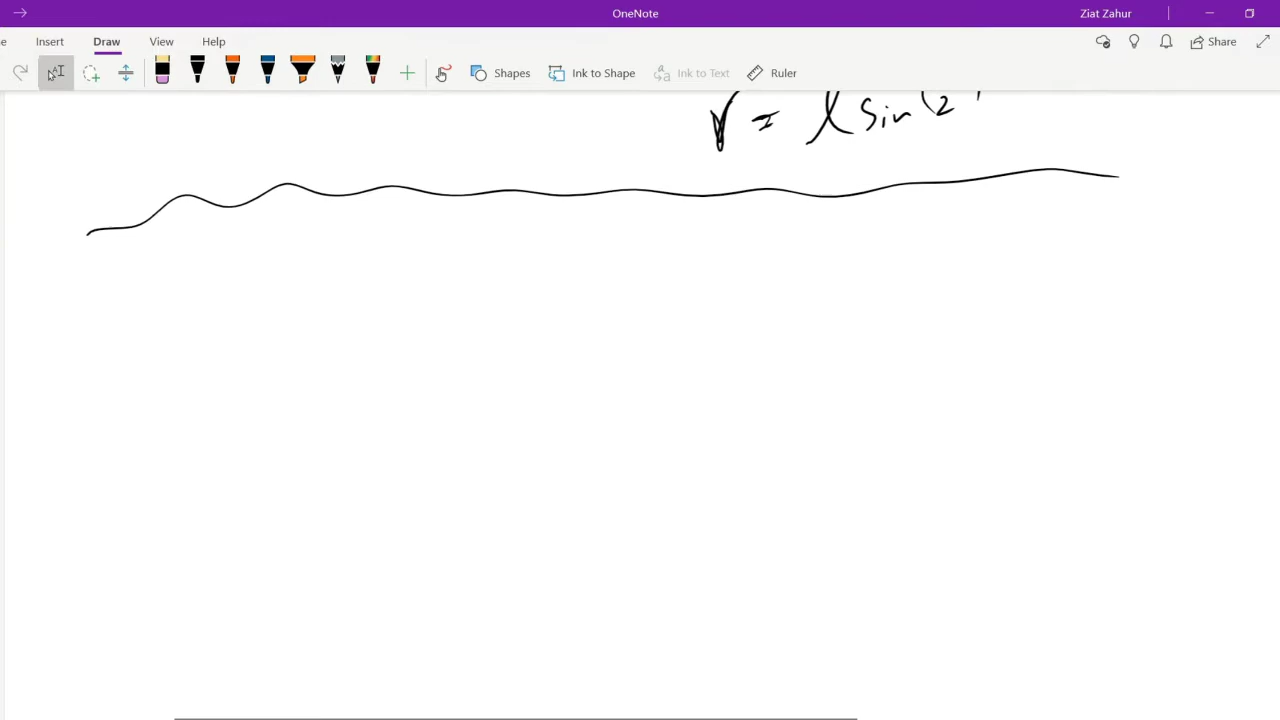 OneNote
Ziat Zahur
Insert Draw View Help Share
Shapes Ink to Shape Ink to Text Ruler
r = l sin(2